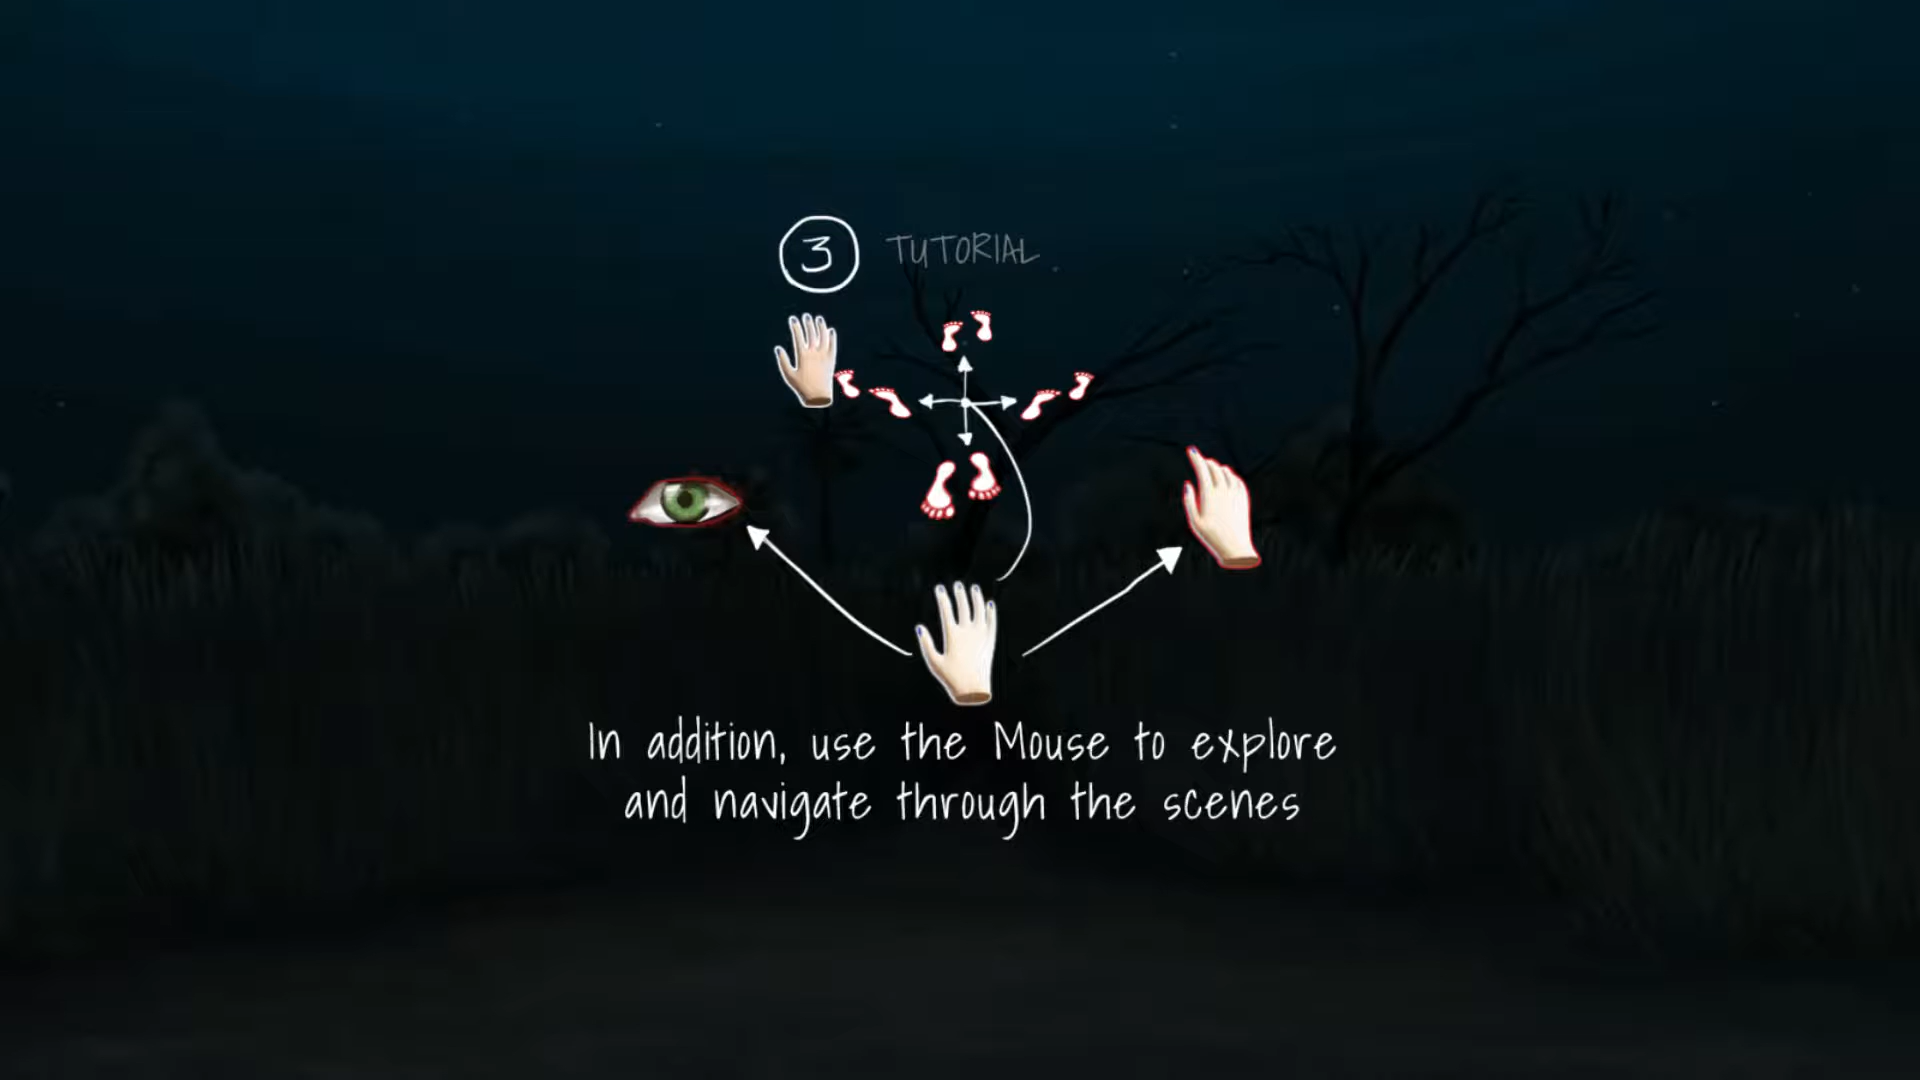 3
TUTORIAL
In addition, use the Mouse to explore
and navigate through the scenes